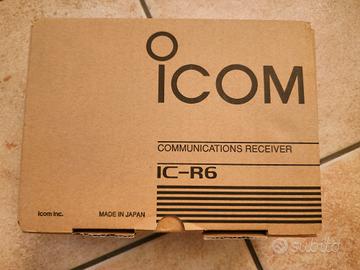 ICOM
COMMUNICATIONS RECEIVER
IC-R6
Icom Inc.
MADE IN JAPAN
subito